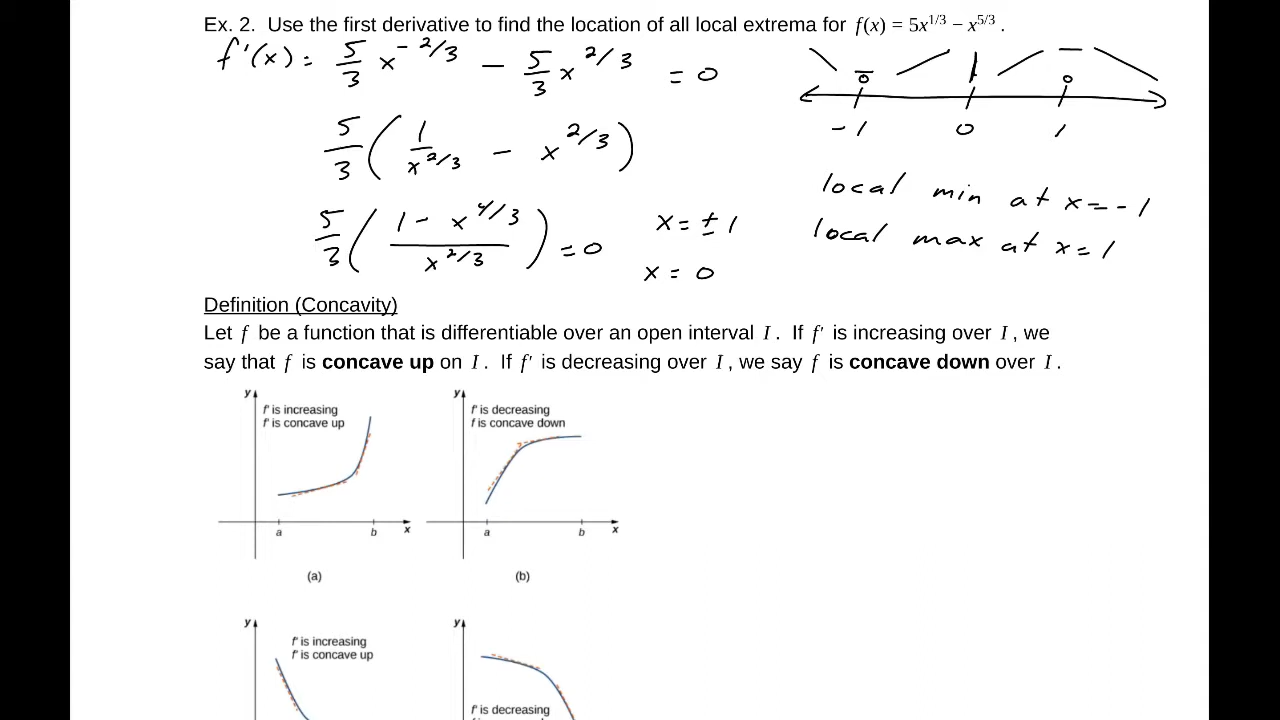 Ex. 2. Use the first derivative to find the location of all local extrema for f(x) = 5x^{1/3} − x^{5/3} .
f'(x) = 5/3 x^{-2/3} − 5/3 x^{2/3} = 0
5/3 ( 1/x^{2/3} − x^{2/3} )
5/3 ( (1 − x^{4/3})/x^{2/3} ) = 0
x = ± 1
x = 0
0 0
-1 0 1
local min at x = -1
local max at x = 1
Definition (Concavity)
Let f be a function that is differentiable over an open interval I . If f' is increasing over I , we
say that f is concave up on I . If f' is decreasing over I , we say f is concave down over I .
y
f' is increasing
f' is concave up
a b x
(a)
y
f' is decreasing
f is concave down
a b x
(b)
y
f' is increasing
f' is concave up
y
f' is decreasing